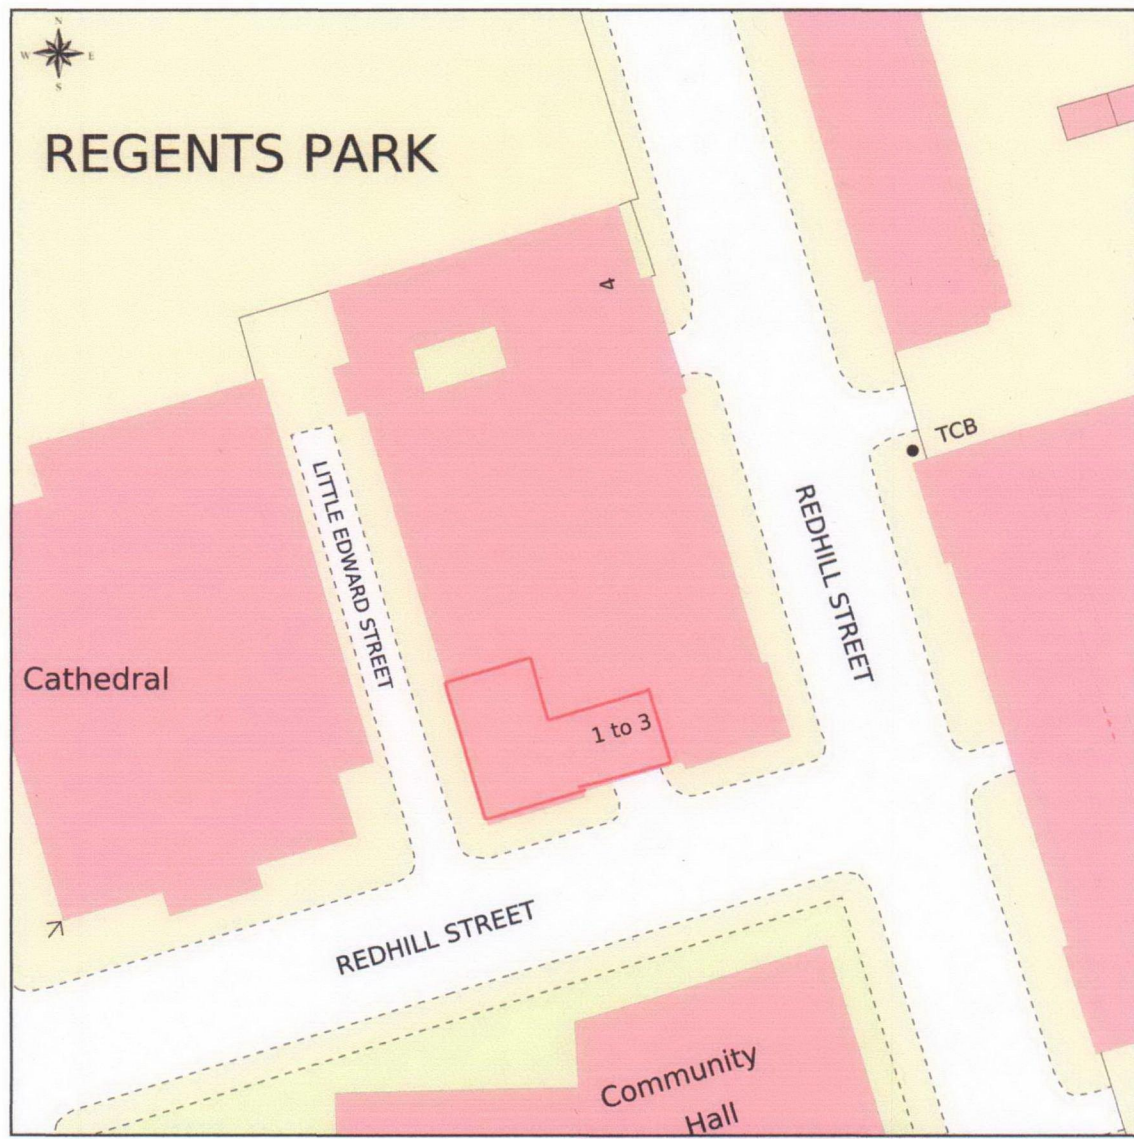 N
W E
S
REGENTS PARK
4
TCB
LITTLE EDWARD STREET
REDHILL STREET
Cathedral
1 to 3
REDHILL STREET
Community
Hall